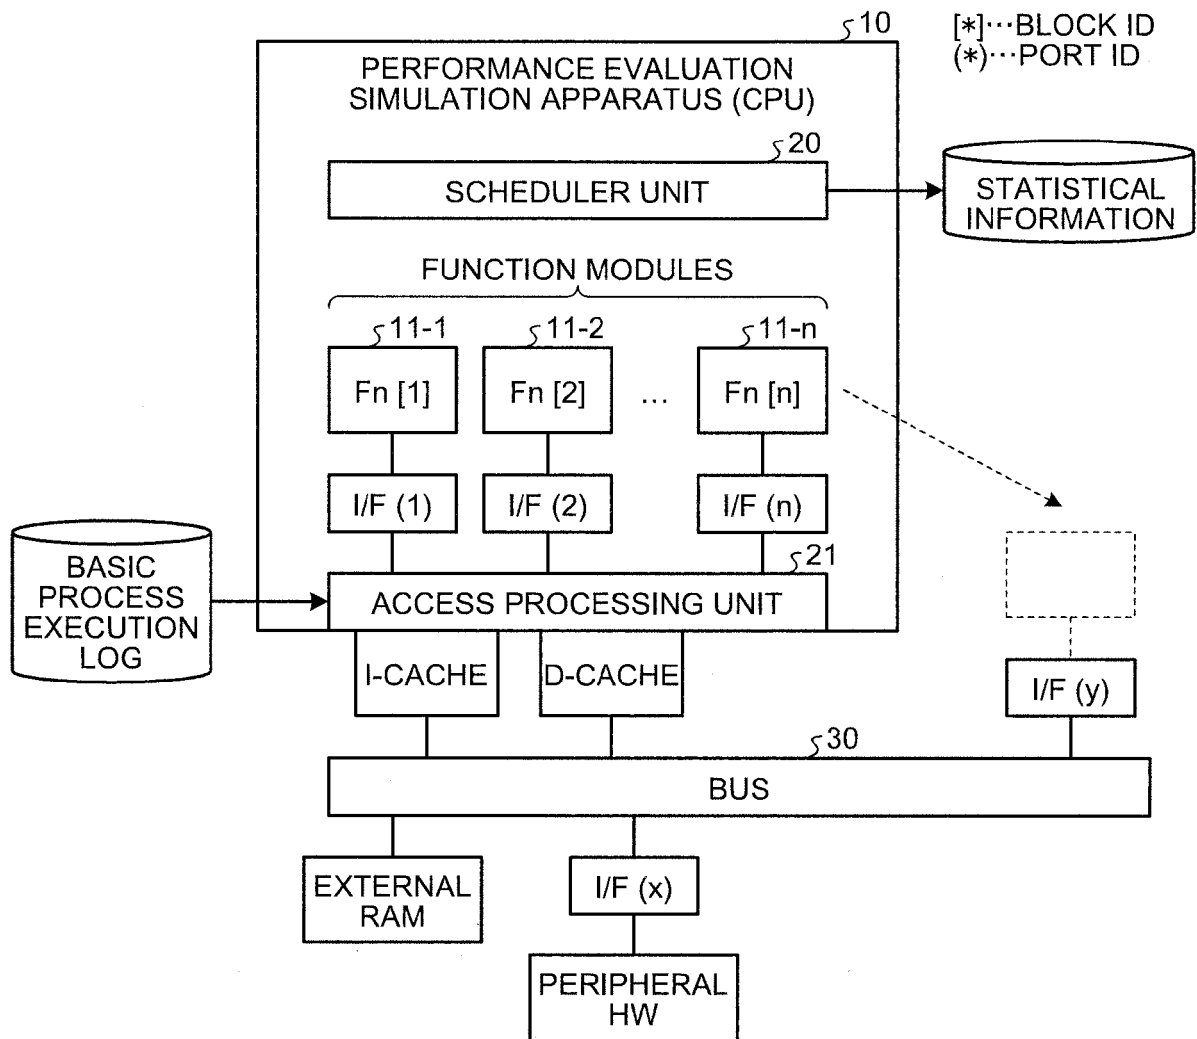 10
[*]···BLOCK ID
(*)···PORT ID
PERFORMANCE EVALUATION
SIMULATION APPARATUS (CPU)
20
SCHEDULER UNIT
STATISTICAL
INFORMATION
FUNCTION MODULES
11-1
11-2
11-n
Fn [1]
Fn [2]
...
Fn [n]
I/F (1)
I/F (2)
I/F (n)
21
BASIC
PROCESS
EXECUTION
LOG
ACCESS PROCESSING UNIT
I-CACHE
D-CACHE
I/F (y)
30
BUS
EXTERNAL
RAM
I/F (x)
PERIPHERAL
HW